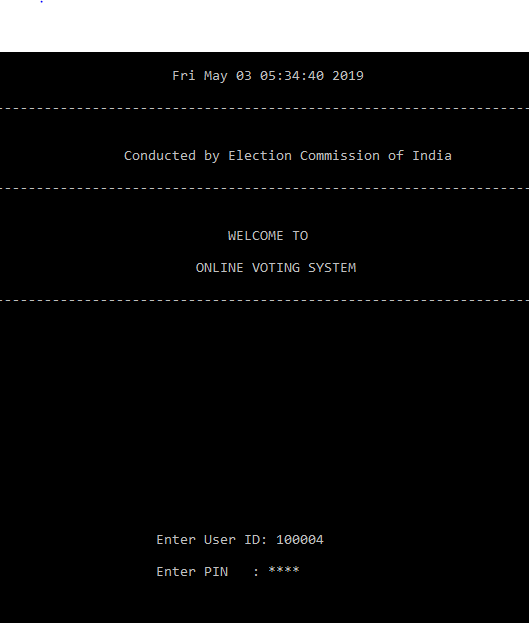 Fri May 03 05:34:40 2019
--------------------------------------------------------------------
Conducted by Election Commission of India
--------------------------------------------------------------------
WELCOME TO
ONLINE VOTING SYSTEM
--------------------------------------------------------------------
Enter User ID: 100004
Enter PIN   : ****